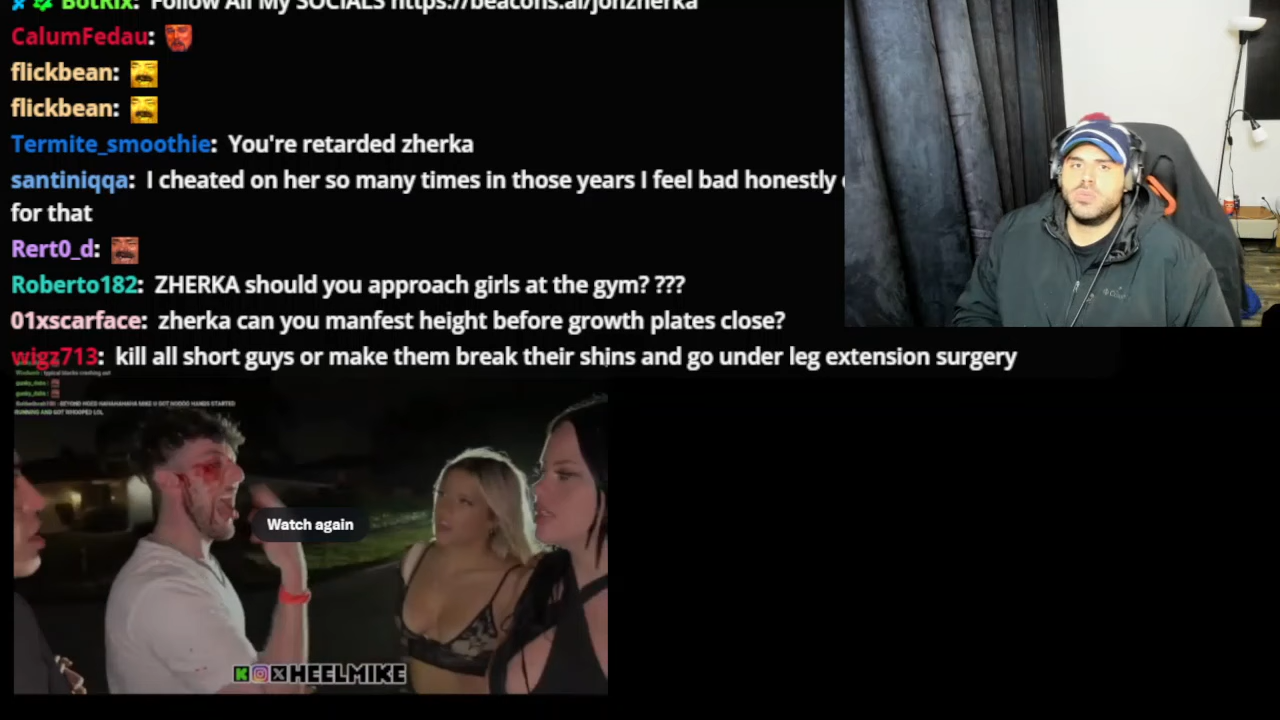 BotRix: Follow All My SOCIALS https://beacons.ai/jonzherka
CalumFedau:
flickbean:
flickbean:
Termite_smoothie: You're retarded zherka
santiniqqa: I cheated on her so many times in those years I feel bad honestly
for that
Rert0_d:
Roberto182: ZHERKA should you approach girls at the gym? ???
01xscarface: zherka can you manfest height before growth plates close?
wigz713: kill all short guys or make them break their shins and go under leg extension surgery
Watch again
HEELMIKE